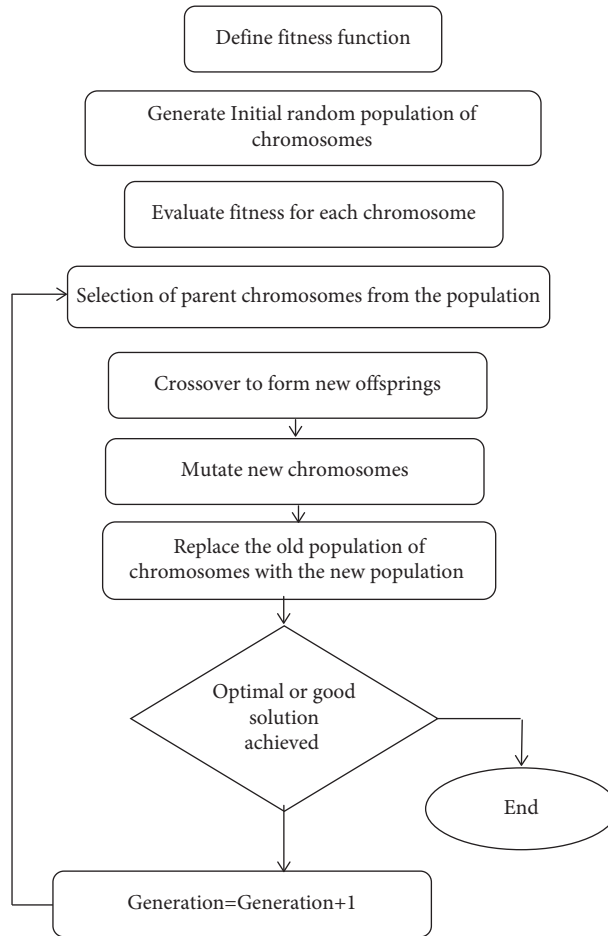 Define fitness function
Generate Initial random population of
chromosomes
Evaluate fitness for each chromosome
Selection of parent chromosomes from the population
Crossover to form new offsprings
Mutate new chromosomes
Replace the old population of
chromosomes with the new population
Optimal or good
solution
achieved
End
Generation=Generation+1